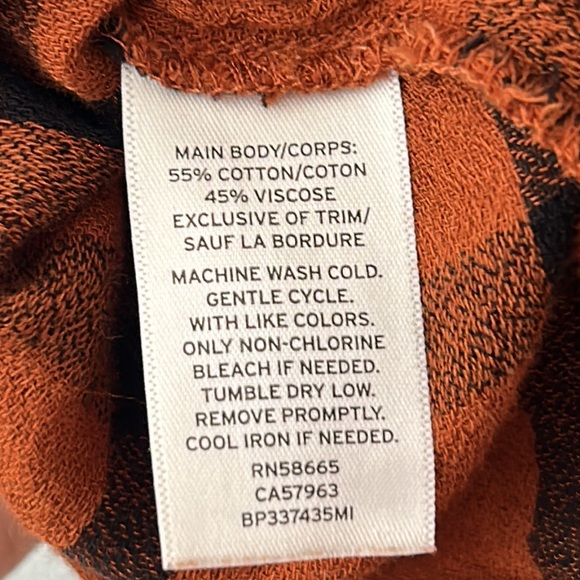 MAIN BODY/CORPS:
55% COTTON/COTON
45% VISCOSE
EXCLUSIVE OF TRIM/
SAUF LA BORDURE
MACHINE WASH COLD.
GENTLE CYCLE.
WITH LIKE COLORS.
ONLY NON-CHLORINE
BLEACH IF NEEDED.
TUMBLE DRY LOW.
REMOVE PROMPTLY.
COOL IRON IF NEEDED.
RN58665
CA57963
BP337435MI